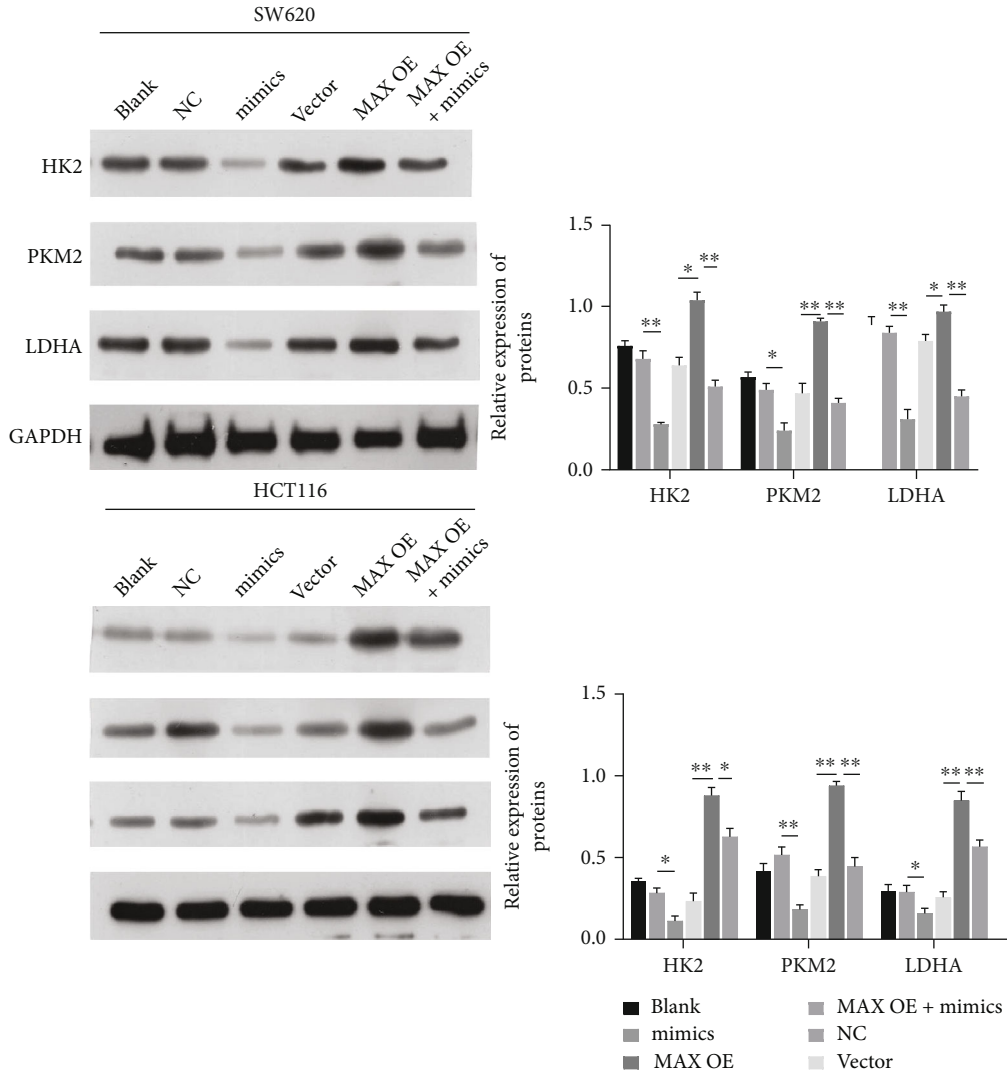 SW620
Blank
NC
mimics
Vector
MAX OE
MAX OE
+ mimics
HK2
PKM2
LDHA
GAPDH
Relative expression of
proteins
1.5
1.0
0.5
0.0
**
*
**
*
**
**
**
*
**
HK2
PKM2
LDHA
HCT116
Blank
NC
mimics
Vector
MAX OE
MAX OE
+ mimics
Relative expression of
proteins
1.5
1.0
0.5
0.0
*
**
*
**
**
**
*
**
**
HK2
PKM2
LDHA
Blank
mimics
MAX OE
MAX OE + mimics
NC
Vector